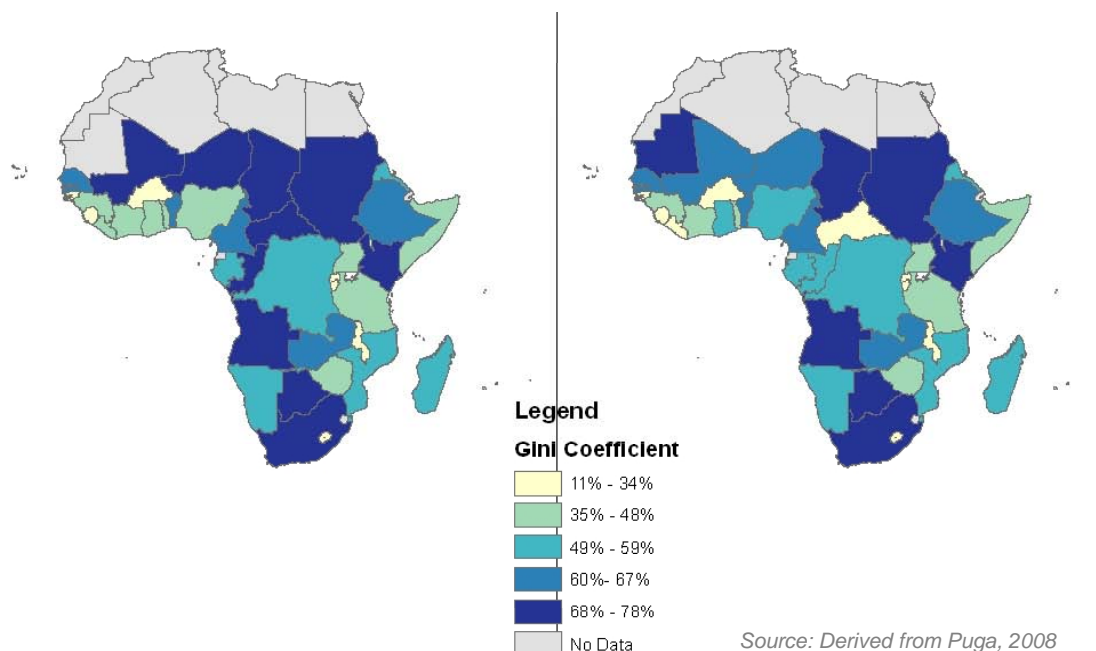 Legend
Gini Coefficient
11% - 34%
35% - 48%
49% - 59%
60%- 67%
68% - 78%
No Data
Source: Derived from Puga, 2008